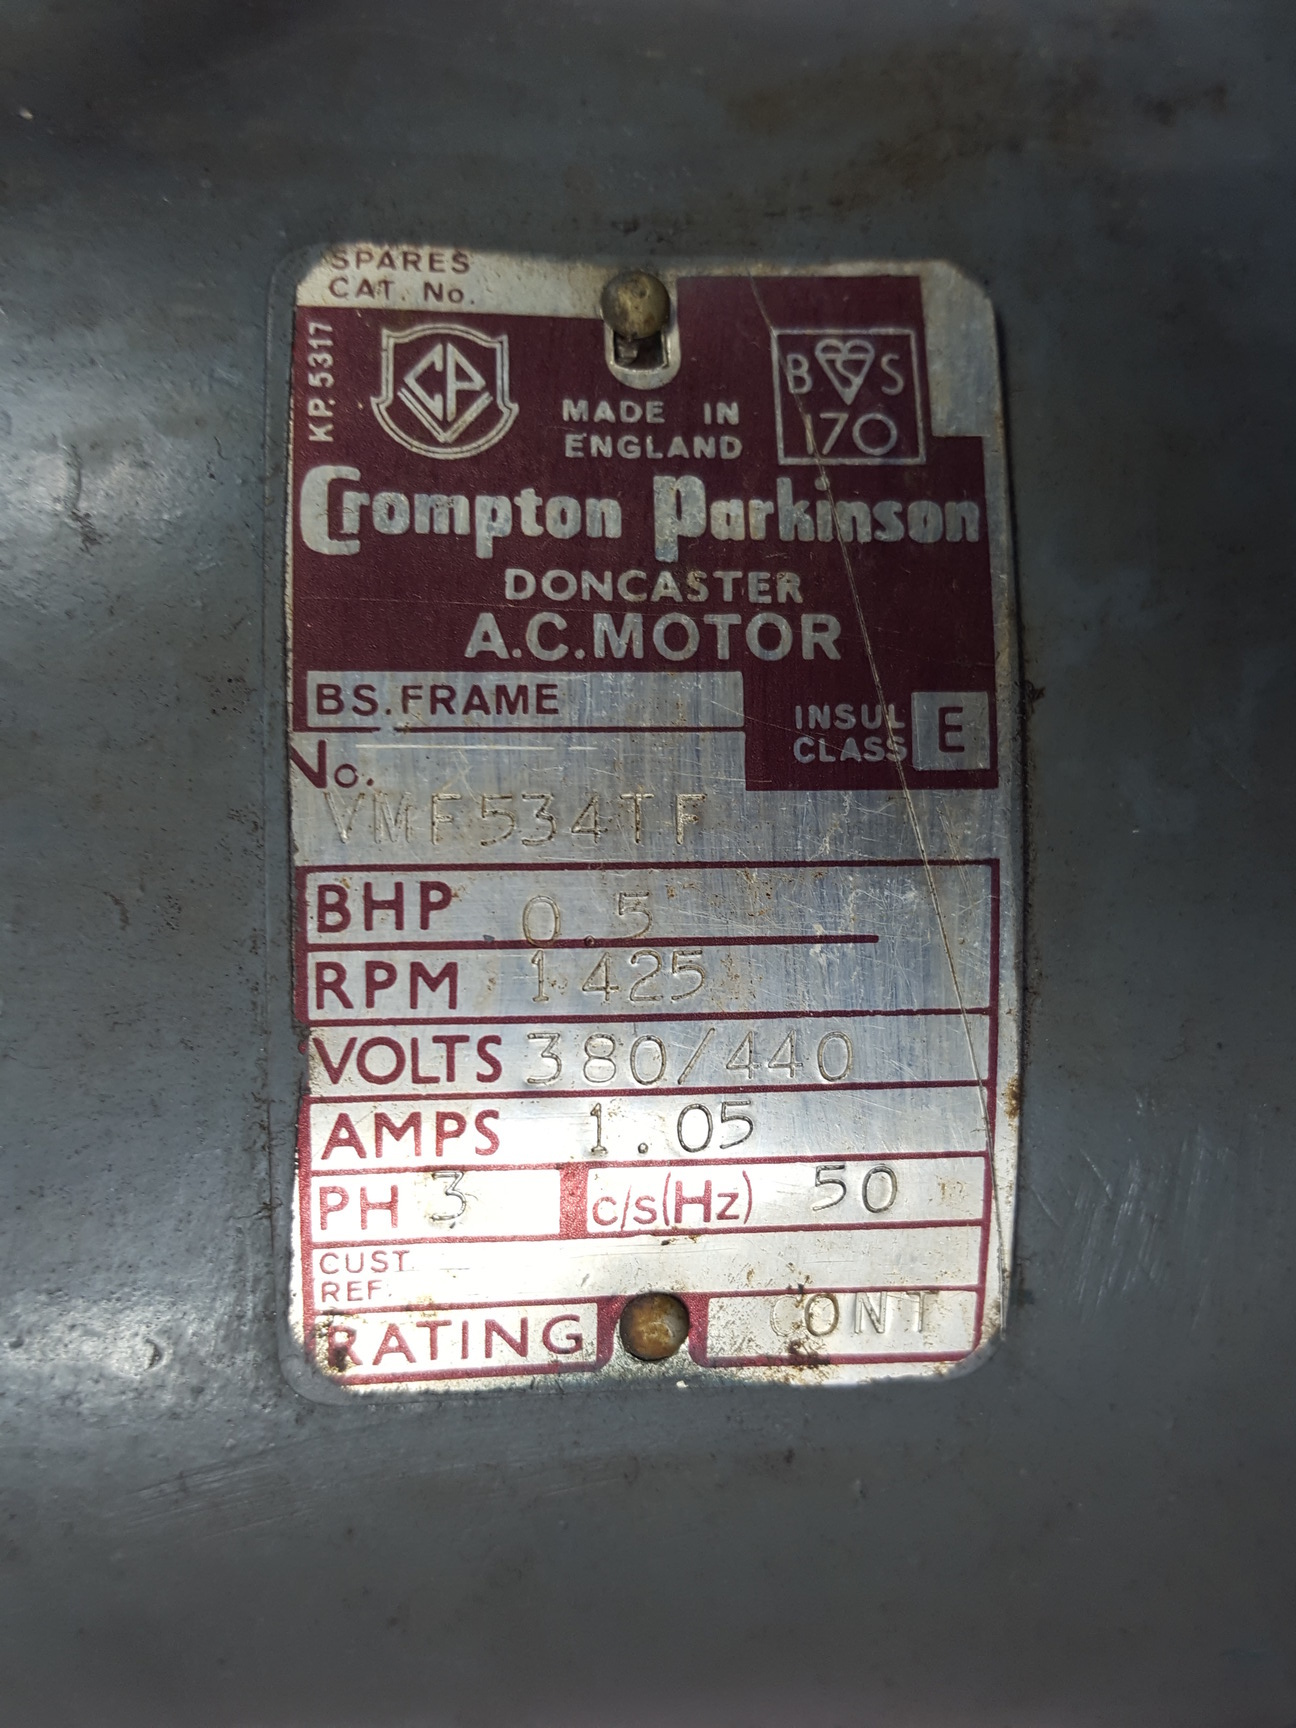 SPARES
CAT. No.
KP.5317
CP
MADE IN
ENGLAND
B S
170
Crompton Parkinson
DONCASTER
A.C.MOTOR
BS.FRAME
INSUL
CLASS E
No.
VMF534TF
BHP 0.5
RPM 1425
VOLTS 380/440
AMPS 1.05
PH 3 c/s(Hz) 50
CUST.
REF.
RATING CONT